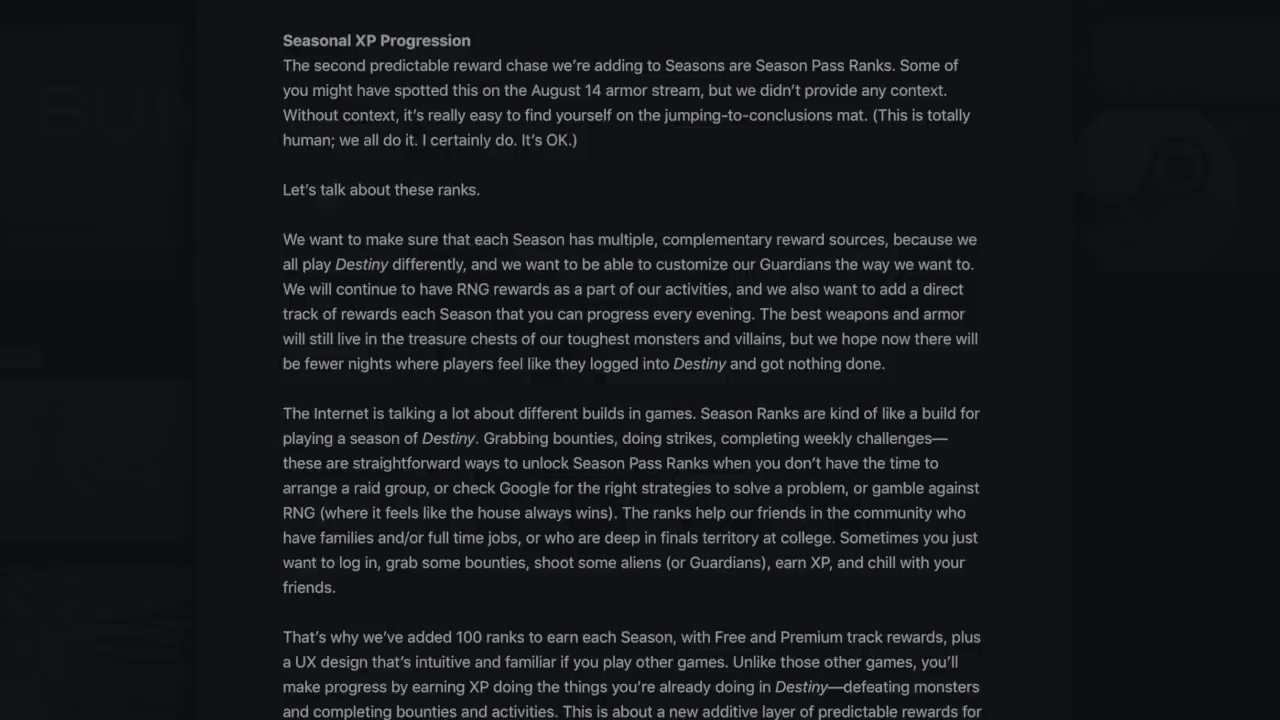 Seasonal XP Progression
The second predictable reward chase we’re adding to Seasons are Season Pass Ranks. Some of
you might have spotted this on the August 14 armor stream, but we didn’t provide any context.
Without context, it’s really easy to find yourself on the jumping-to-conclusions mat. (This is totally
human; we all do it. I certainly do. It’s OK.)
Let’s talk about these ranks.
We want to make sure that each Season has multiple, complementary reward sources, because we
all play Destiny differently, and we want to be able to customize our Guardians the way we want to.
We will continue to have RNG rewards as a part of our activities, and we also want to add a direct
track of rewards each Season that you can progress every evening. The best weapons and armor
will still live in the treasure chests of our toughest monsters and villains, but we hope now there will
be fewer nights where players feel like they logged into Destiny and got nothing done.
The Internet is talking a lot about different builds in games. Season Ranks are kind of like a build for
playing a season of Destiny. Grabbing bounties, doing strikes, completing weekly challenges—
these are straightforward ways to unlock Season Pass Ranks when you don’t have the time to
arrange a raid group, or check Google for the right strategies to solve a problem, or gamble against
RNG (where it feels like the house always wins). The ranks help our friends in the community who
have families and/or full time jobs, or who are deep in finals territory at college. Sometimes you just
want to log in, grab some bounties, shoot some aliens (or Guardians), earn XP, and chill with your
friends.
That’s why we’ve added 100 ranks to earn each Season, with Free and Premium track rewards, plus
a UX design that’s intuitive and familiar if you play other games. Unlike those other games, you’ll
make progress by earning XP doing the things you’re already doing in Destiny—defeating monsters
and completing bounties and activities. This is about a new additive layer of predictable rewards for